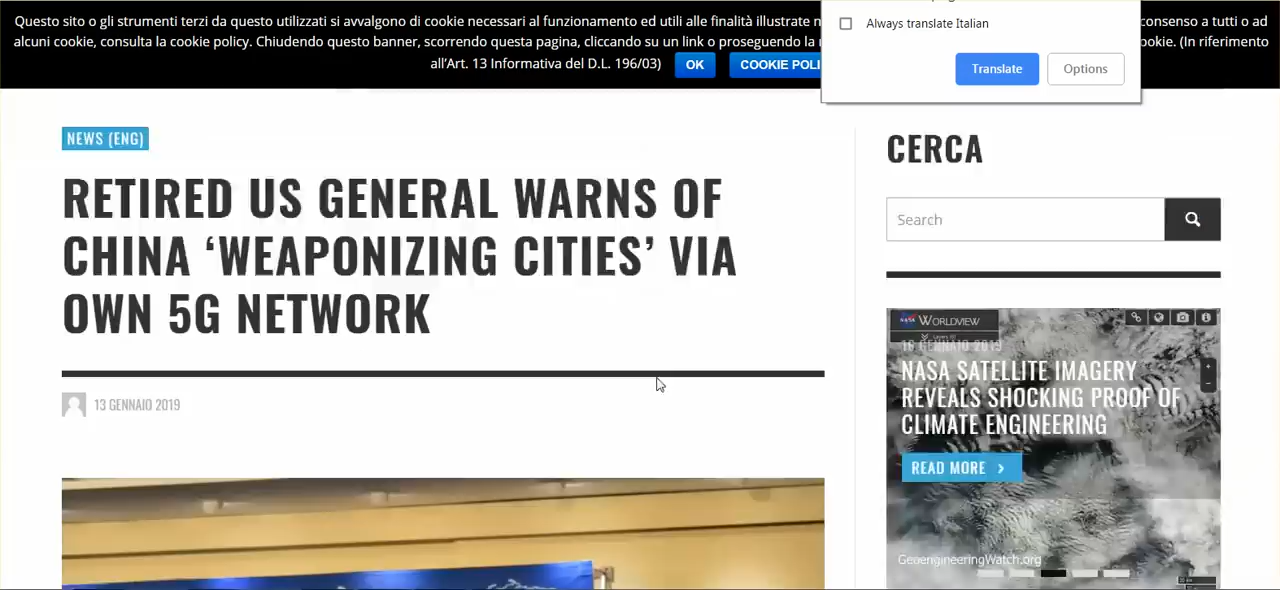 Questo sito o gli strumenti terzi da questo utilizzati si avvalgono di cookie necessari al funzionamento ed utili alle finalità illustrate
consenso a tutti o ad
alcuni cookie, consulta la cookie policy. Chiudendo questo banner, scorrendo questa pagina, cliccando su un link o proseguendo la
(In riferimento
all'Art. 13 Informativa del D.L. 196/03)
OK
COOKIE
Always translate Italian
Translate
Options
NEWS (ENG)
RETIRED US GENERAL WARNS OF
CHINA ‘WEAPONIZING CITIES’ VIA
OWN 5G NETWORK
13 GENNAIO 2019
CERCA
Search
NASA WORLDVIEW
16 GENNAIO 2019
NASA SATELLITE IMAGERY
REVEALS SHOCKING PROOF OF
CLIMATE ENGINEERING
READ MORE
GeoengineeringWatch.org